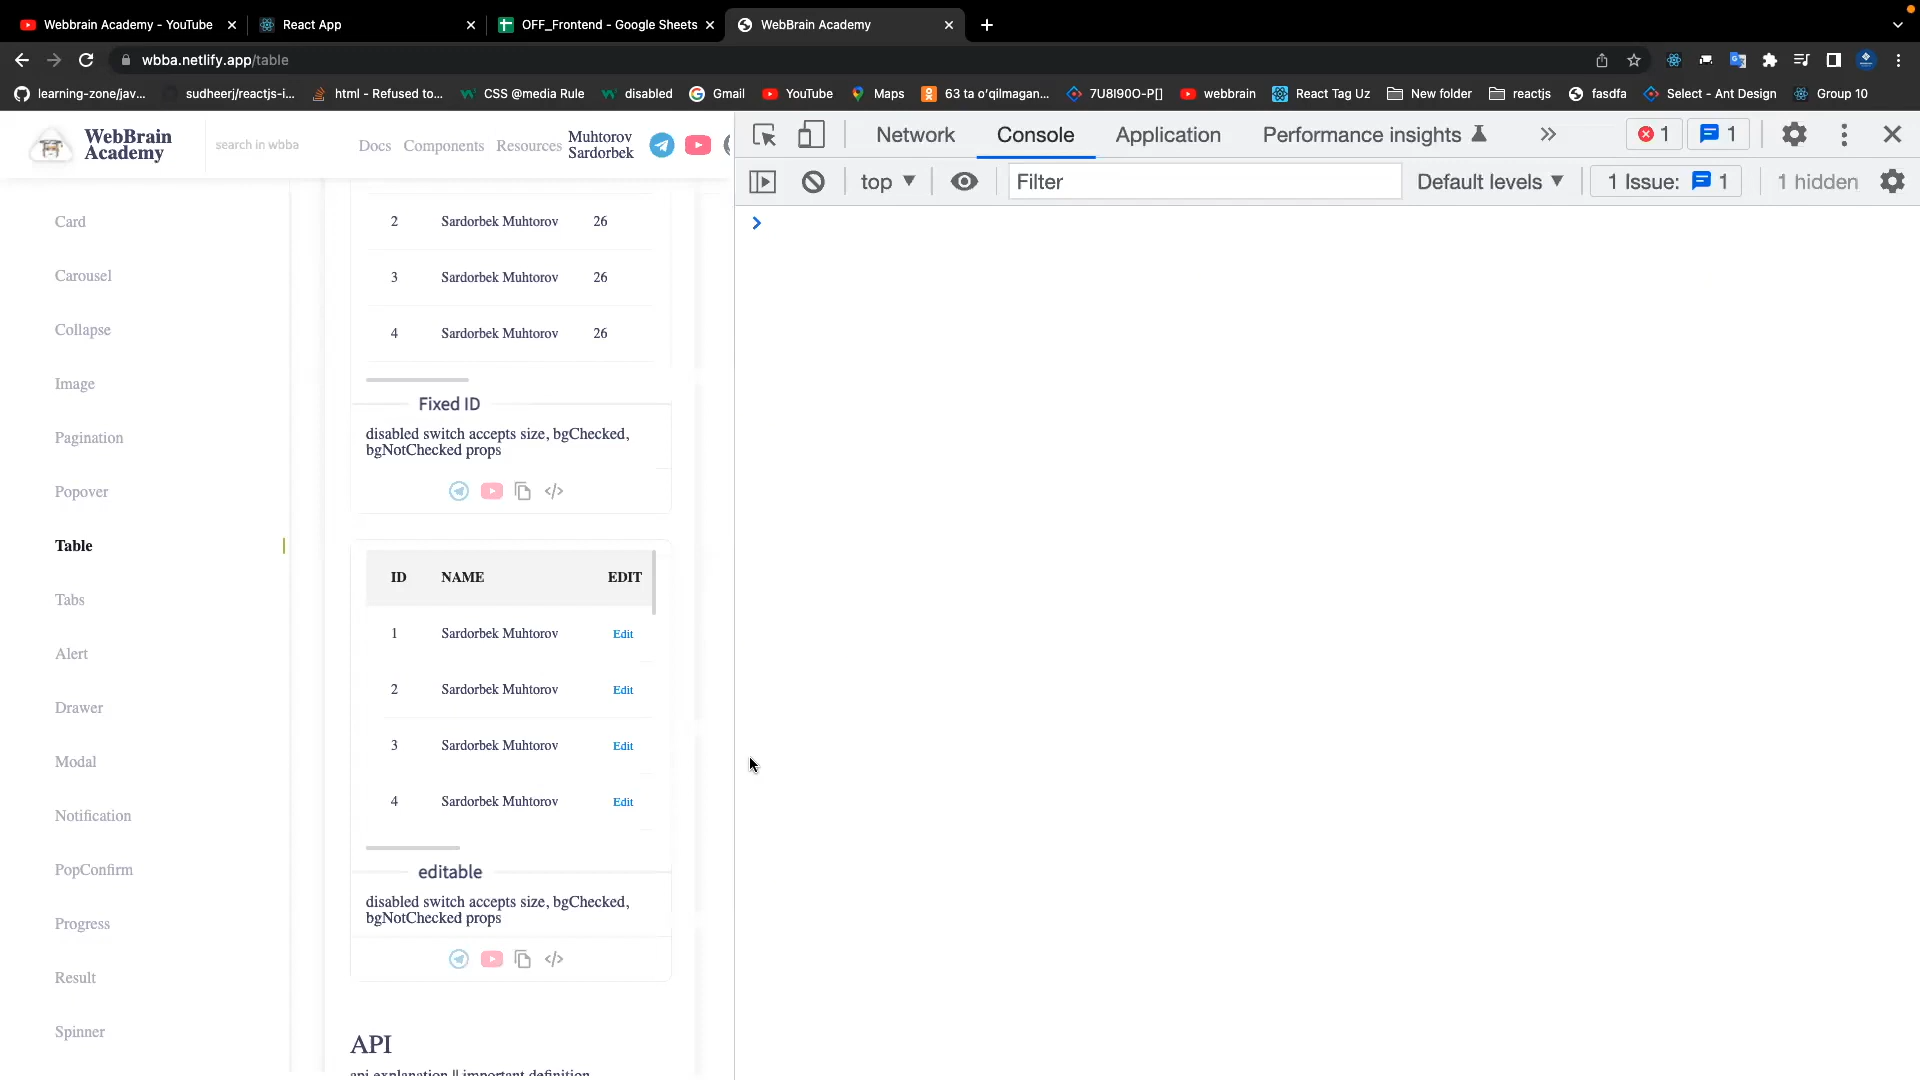 Webbrain Academy - YouTube
React App
OFF_Frontend - Google Sheets
WebBrain Academy
wbba.netlify.app/table
learning-zone/jav...
sudheerj/reactjs-i...
html - Refused to...
CSS @media Rule
disabled
Gmail
YouTube
Maps
63 ta o'qilmagan...
7U8I90O-P[]
webbrain
React Tag Uz
New folder
reactjs
fasdfa
Select - Ant Design
Group 10
WebBrain
Academy
search in wbba
Docs
Components
Resources
Muhtorov
Sardorbek
Card
Carousel
Collapse
Image
Pagination
Popover
Table
Tabs
Alert
Drawer
Modal
Notification
PopConfirm
Progress
Result
Spinner
2 Sardorbek Muhtorov 26
3 Sardorbek Muhtorov 26
4 Sardorbek Muhtorov 26
Fixed ID
disabled switch accepts size, bgChecked,
bgNotChecked props
ID NAME EDIT
1 Sardorbek Muhtorov Edit
2 Sardorbek Muhtorov Edit
3 Sardorbek Muhtorov Edit
4 Sardorbek Muhtorov Edit
editable
disabled switch accepts size, bgChecked,
bgNotChecked props
API
api explanation || important definition
Network
Console
Application
Performance insights
1
1
top
Filter
Default levels
1 Issue: 1
1 hidden